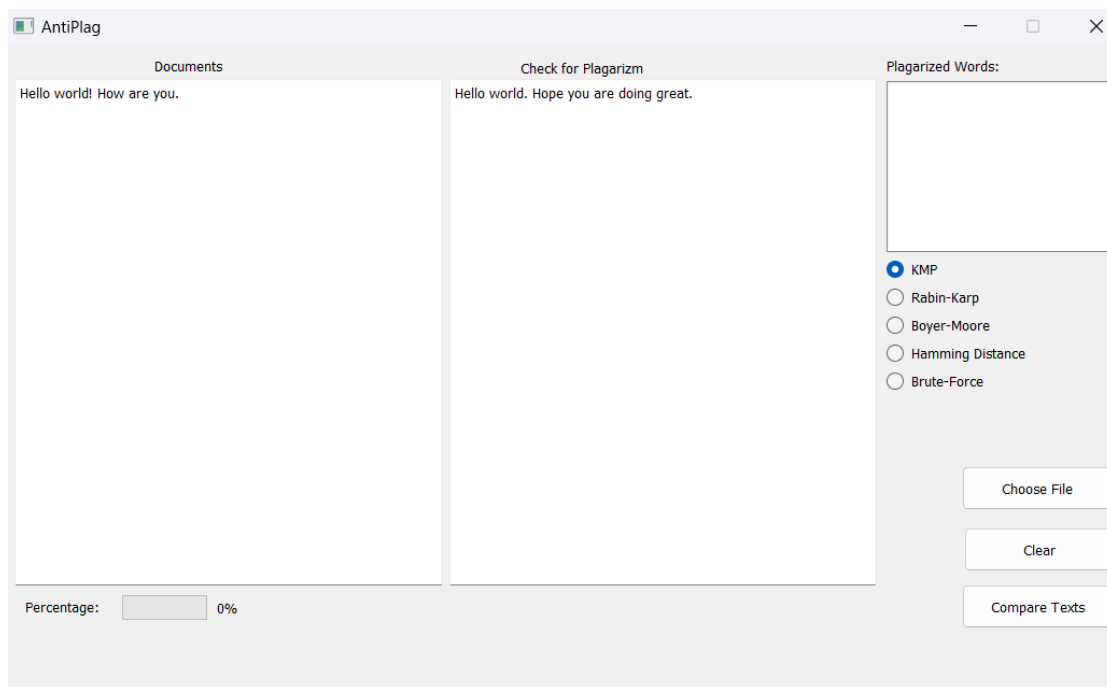 AntiPlag
Documents
Check for Plagarizm
Plagarized Words:
Hello world! How are you.
Hello world. Hope you are doing great.
KMP
Rabin-Karp
Boyer-Moore
Hamming Distance
Brute-Force
Choose File
Clear
Compare Texts
Percentage:
0%